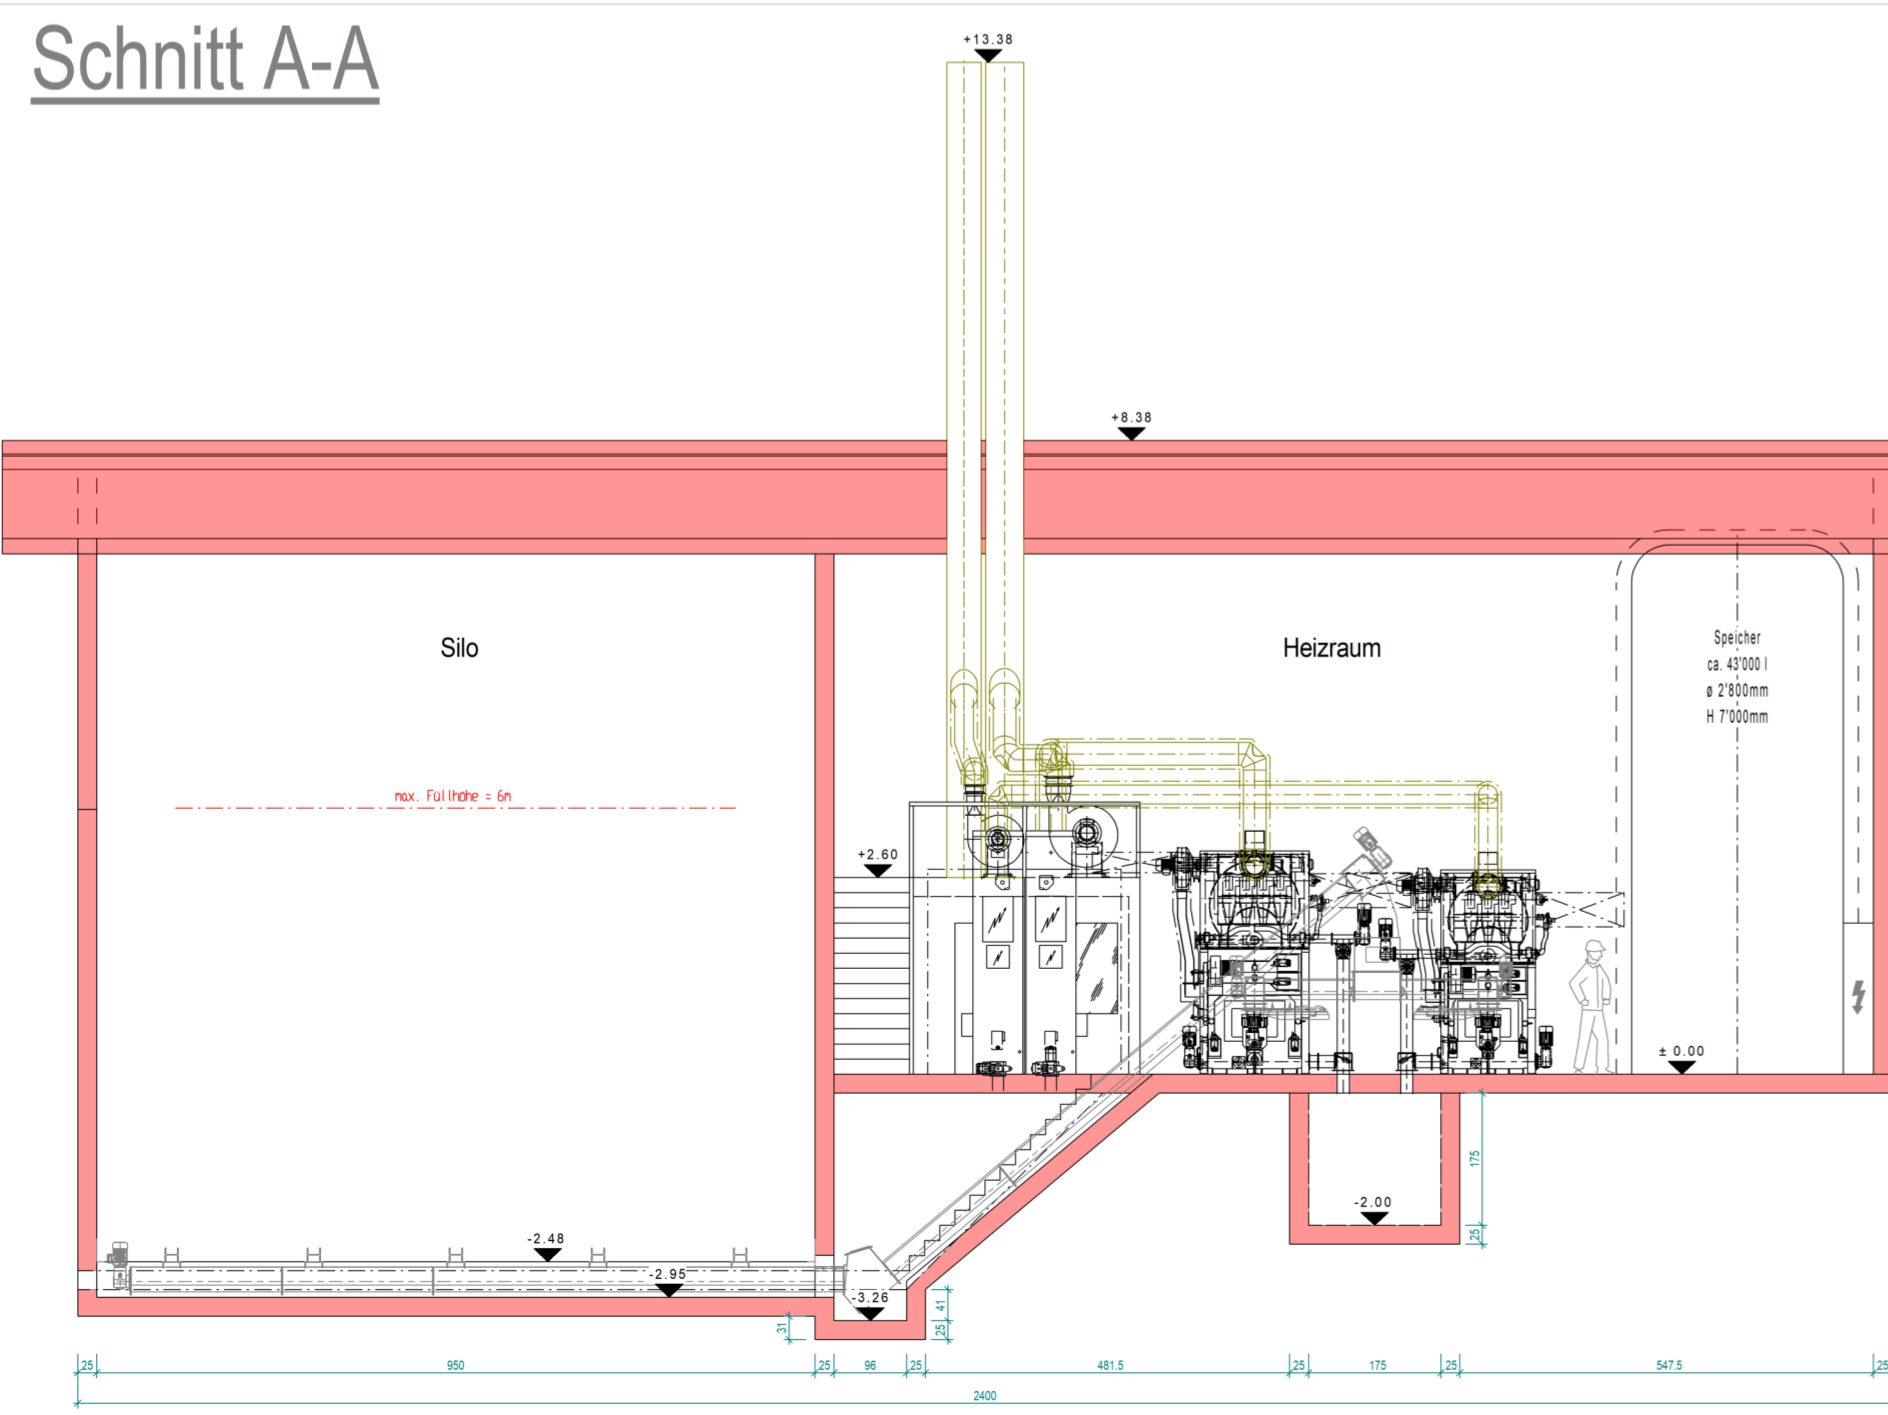 Schnitt A-A
+13.38
+8.38
Silo
Heizraum
Speicher
ca. 43'000 l
ø 2'800mm
H 7'000mm
max. Füllhöhe = 6m
+2.60
± 0.00
175
-2.00
25
-2.48
-2.95
-3.26
41
31
25
25 950 25 96 25 481.5 25 175 25 547.5 25
2400